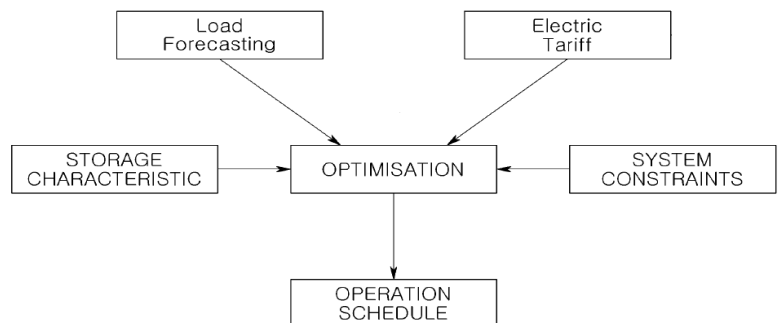 Load
Forecasting
Electric
Tariff
STORAGE
CHARACTERISTIC
OPTIMISATION
SYSTEM
CONSTRAINTS
OPERATION
SCHEDULE